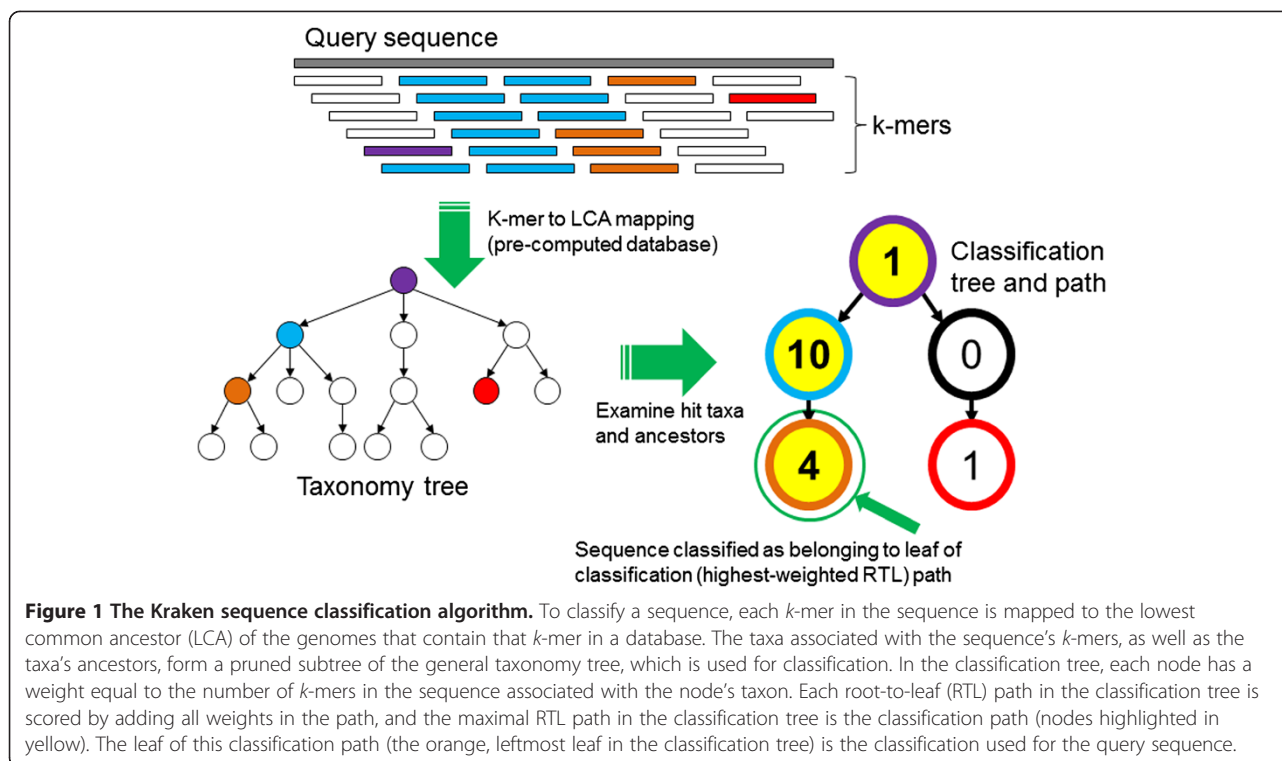 Query sequence
k-mers
K-mer to LCA mapping
(pre-computed database)
Classification
tree and path
1
10
0
Examine hit taxa
and ancestors
4
1
Taxonomy tree
Sequence classified as belonging to leaf of
classification (highest-weighted RTL) path
Figure 1 The Kraken sequence classification algorithm. To classify a sequence, each k-mer in the sequence is mapped to the lowest
common ancestor (LCA) of the genomes that contain that k-mer in a database. The taxa associated with the sequence's k-mers, as well as the
taxa's ancestors, form a pruned subtree of the general taxonomy tree, which is used for classification. In the classification tree, each node has a
weight equal to the number of k-mers in the sequence associated with the node's taxon. Each root-to-leaf (RTL) path in the classification tree is
scored by adding all weights in the path, and the maximal RTL path in the classification tree is the classification path (nodes highlighted in
yellow). The leaf of this classification path (the orange, leftmost leaf in the classification tree) is the classification used for the query sequence.